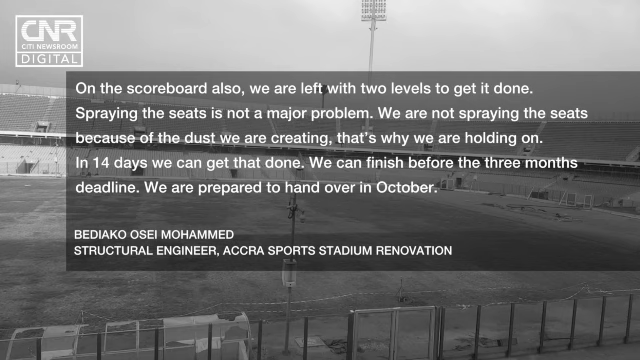 CNR
CITI NEWSROOM
DIGITAL
On the scoreboard also, we are left with two levels to get it done.
Spraying the seats is not a major problem. We are not spraying the seats
because of the dust we are creating, that's why we are holding on.
In 14 days we can get that done. We can finish before the three months
deadline. We are prepared to hand over in October.
BEDIAKO OSEI MOHAMMED
STRUCTURAL ENGINEER, ACCRA SPORTS STADIUM RENOVATION